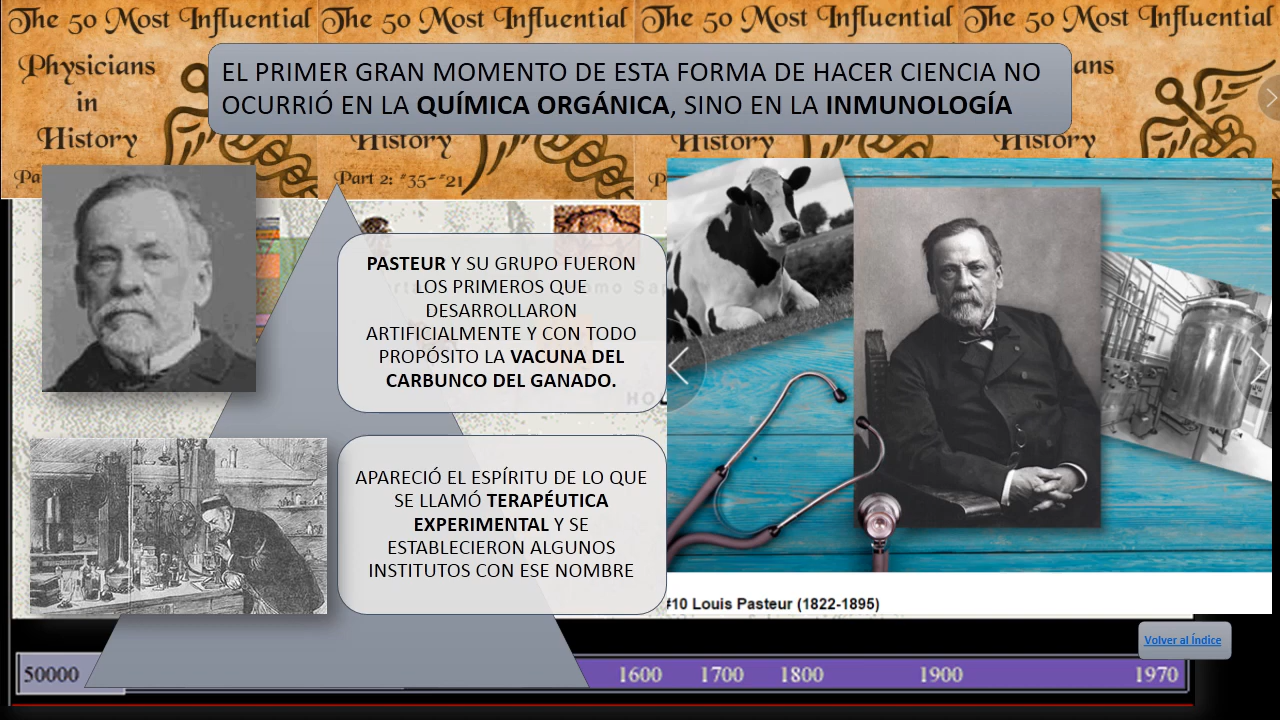 The 50 Most Influential The 50 Most Influential The 50 Most Influential The 50 Most Influential
Physicians
in
History
History
History
History
Part 2: #35-#21
EL PRIMER GRAN MOMENTO DE ESTA FORMA DE HACER CIENCIA NO
OCURRIÓ EN LA QUÍMICA ORGÁNICA, SINO EN LA INMUNOLOGÍA
PASTEUR Y SU GRUPO FUERON
LOS PRIMEROS QUE
DESARROLLARON
ARTIFICIALMENTE Y CON TODO
PROPÓSITO LA VACUNA DEL
CARBUNCO DEL GANADO.
APARECIÓ EL ESPÍRITU DE LO QUE
SE LLAMÓ TERAPÉUTICA
EXPERIMENTAL Y SE
ESTABLECIERON ALGUNOS
INSTITUTOS CON ESE NOMBRE
#10 Louis Pasteur (1822-1895)
Volver al Índice
50000 1600 1700 1800 1900 1970